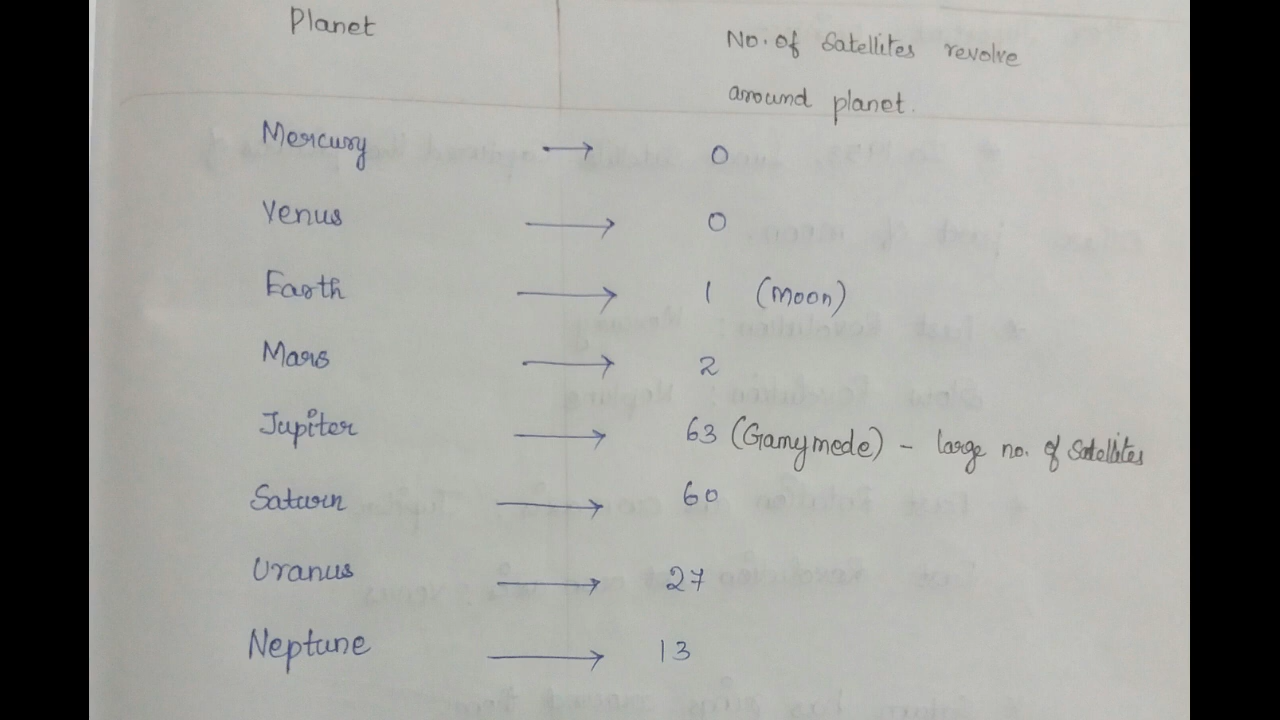 Planet
No. of Satellites revolve
around planet.
Mercury → 0
Venus → 0
Earth → 1 (Moon)
Mars → 2
Jupiter → 63 (Ganymede) - large no. of Satellites
Saturn → 60
Uranus → 27
Neptune → 13